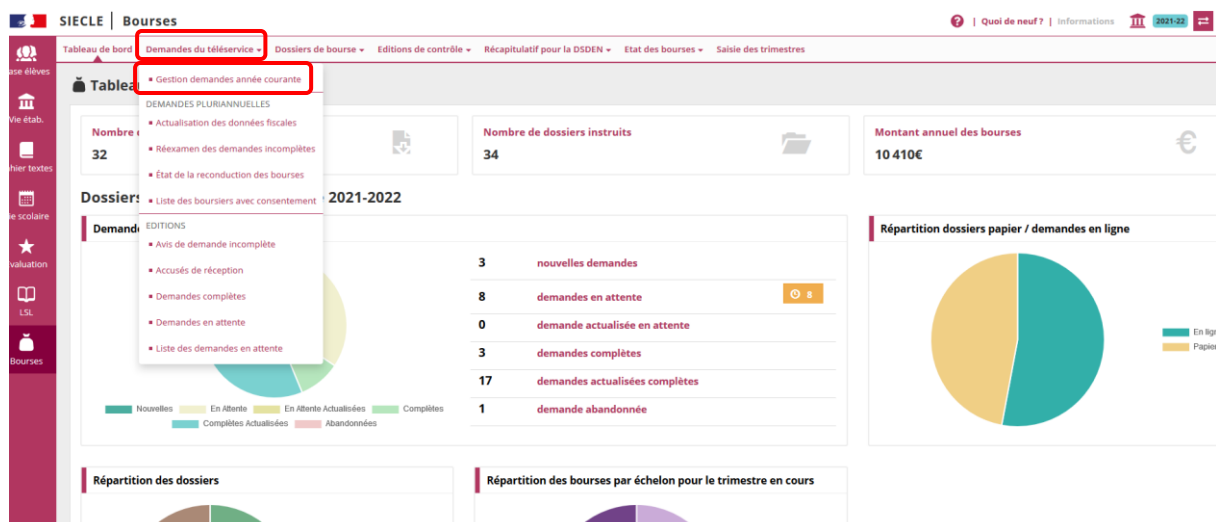 SIECLE | Bourses
? | Quoi de neuf ? | Informations 2021-22
Tableau de bord Demandes du téléservice Dossiers de bourse Editions de contrôle Récapitulatif pour la DSDEN Etat des bourses Saisie des trimestres
ase élèves
Vie étab.
hier textes
ie scolaire
valuation
LSL
Bourses
Tablea
Gestion demandes année courante
DEMANDES PLURIANNUELLES
Actualisation des données fiscales
Réexamen des demandes incomplètes
État de la reconduction des bourses
Liste des boursiers avec consentement
EDITIONS
Avis de demande incomplète
Accusés de réception
Demandes complètes
Demandes en attente
Liste des demandes en attente
Nombre d
32
Nombre de dossiers instruits
34
Montant annuel des bourses
10 410€
€
Dossiers 2021-2022
Demande
Nouvelles En Attente En Attente Actualisées Complètes
Complètes Actualisées Abandonnées
3 nouvelles demandes
8 demandes en attente 8
0 demande actualisée en attente
3 demandes complètes
17 demandes actualisées complètes
1 demande abandonnée
Répartition dossiers papier / demandes en ligne
En lign
Papier
Répartition des dossiers
Répartition des bourses par échelon pour le trimestre en cours